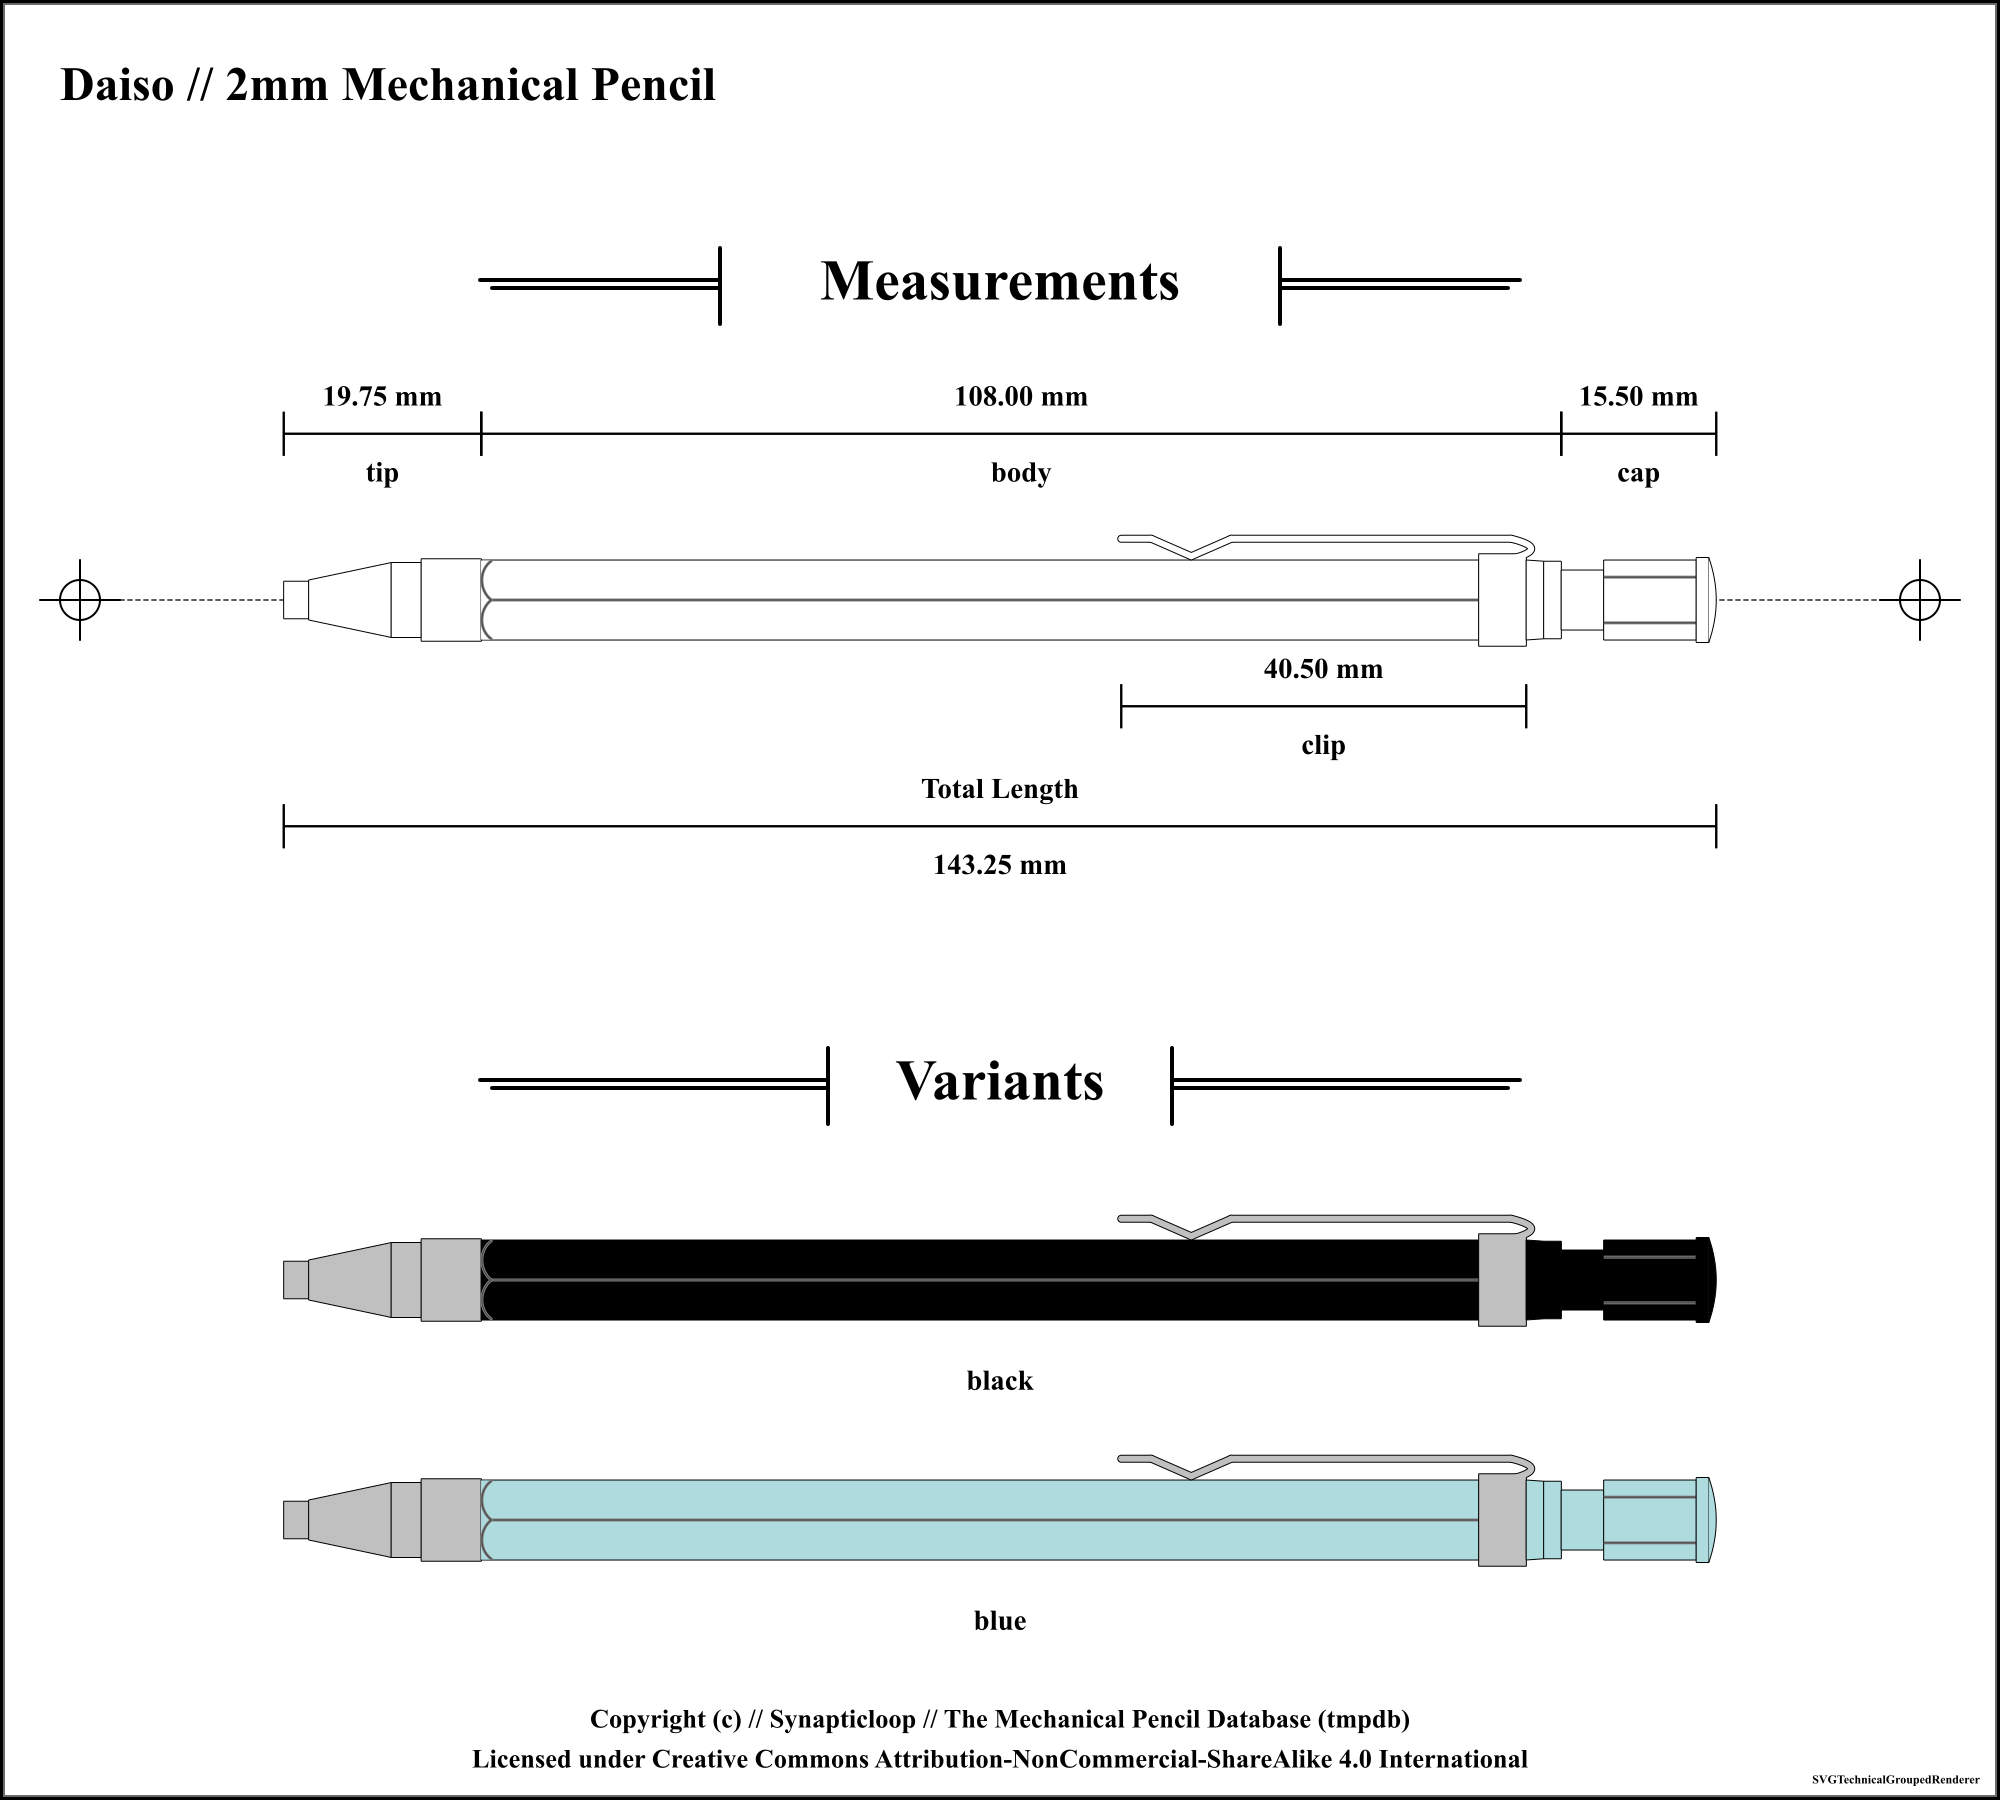 Daiso // 2mm Mechanical Pencil
Measurements
19.75 mm
108.00 mm
15.50 mm
tip
body
cap
40.50 mm
clip
Total Length
143.25 mm
Variants
black
blue
Copyright (c) // Synapticloop // The Mechanical Pencil Database (tmpdb)
Licensed under Creative Commons Attribution-NonCommercial-ShareAlike 4.0 International
SVGTechnicalGroupedRenderer